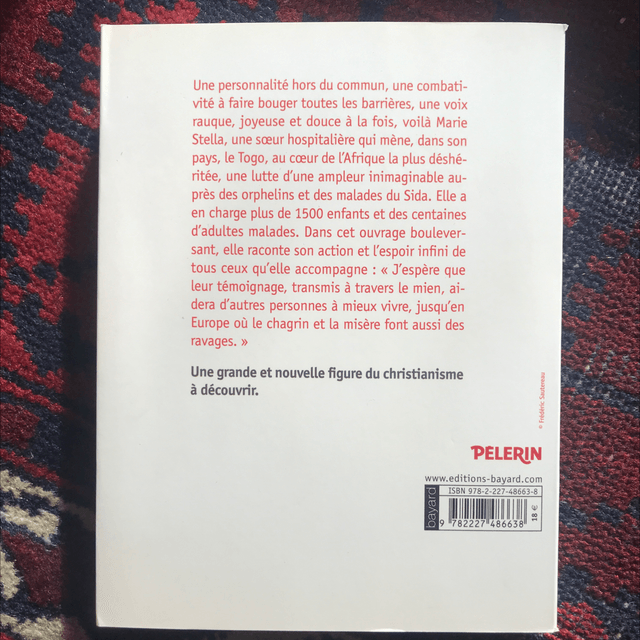 Une personnalité hors du commun, une combati-
vité à faire bouger toutes les barrières, une voix
rauque, joyeuse et douce à la fois, voilà Marie
Stella, une sœur hospitalière qui mène, dans son
pays, le Togo, au cœur de l'Afrique la plus déshé-
ritée, une lutte d'une ampleur inimaginable au-
près des orphelins et des malades du Sida. Elle a
en charge plus de 1500 enfants et des centaines
d'adultes malades. Dans cet ouvrage boulever-
sant, elle raconte son action et l'espoir infini de
tous ceux qu'elle accompagne : « J'espère que
leur témoignage, transmis à travers le mien, ai-
dera d'autres personnes à mieux vivre, jusqu'en
Europe où le chagrin et la misère font aussi des
ravages. »
Une grande et nouvelle figure du christianisme
à découvrir.
© Frédéric Sautereau
PÈLERIN
www.editions-bayard.com
ISBN 978-2-227-48663-8
bayard
9 782227 486638
18 €